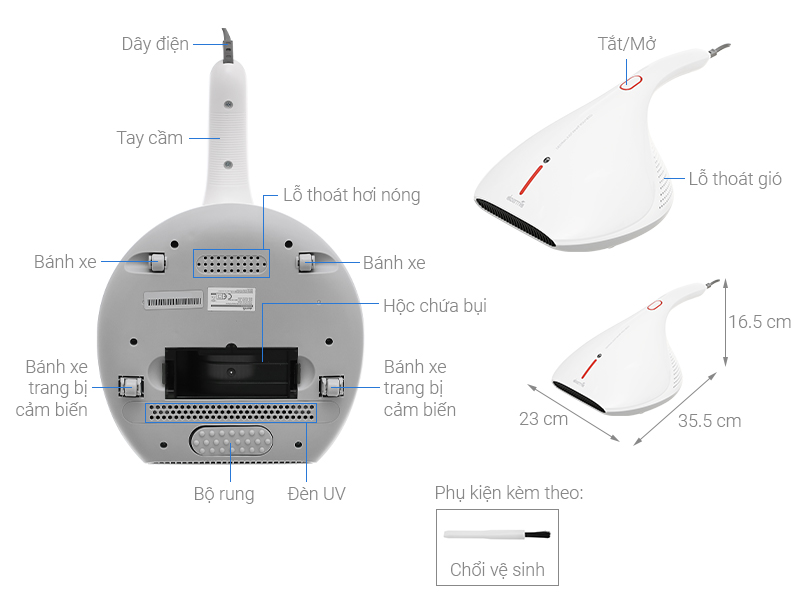 Dây điện
Tắt/Mở
Tay cầm
Lỗ thoát gió
Lỗ thoát hơi nóng
Bánh xe
Bánh xe
Hộc chứa bụi
16.5 cm
Bánh xe
trang bị
cảm biến
Bánh xe
trang bị
cảm biến
23 cm
35.5 cm
Bộ rung
Đèn UV
Phụ kiện kèm theo:
Chổi vệ sinh